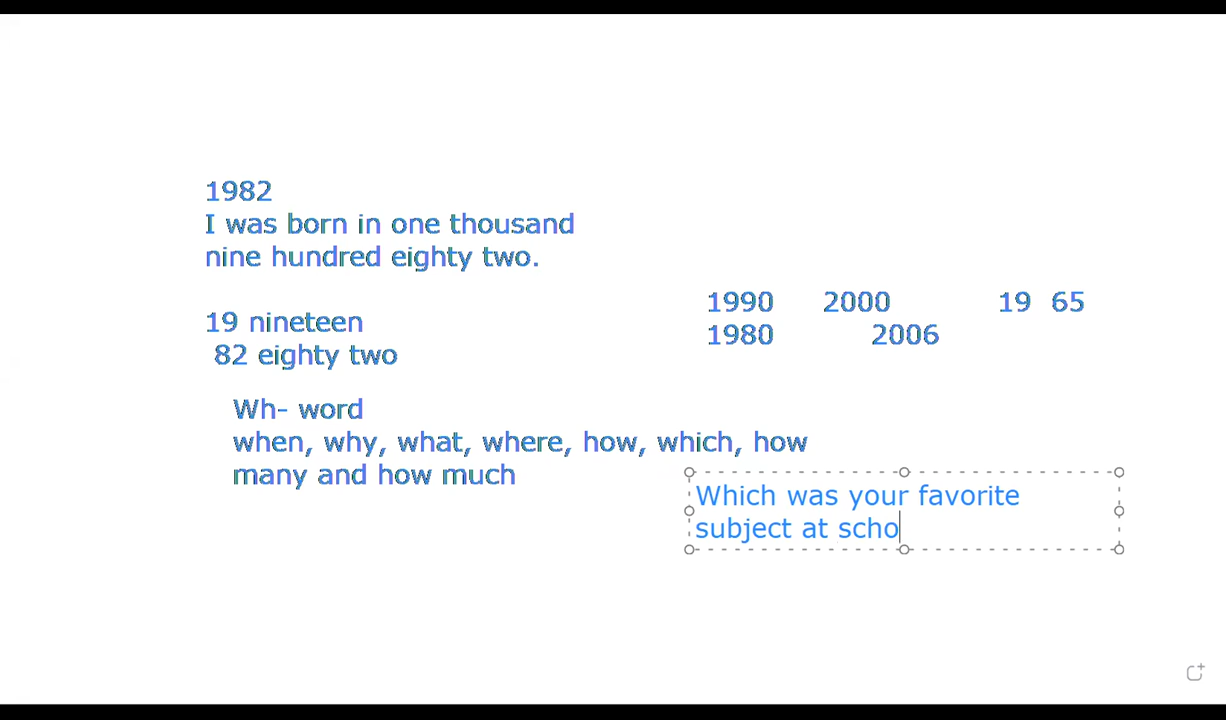 1982
I was born in one thousand
nine hundred eighty two.
19 nineteen
82 eighty two
1990 2000 19 65
1980 2006
Wh- word
when, why, what, where, how, which, how
many and how much
Which was your favorite
subject at scho